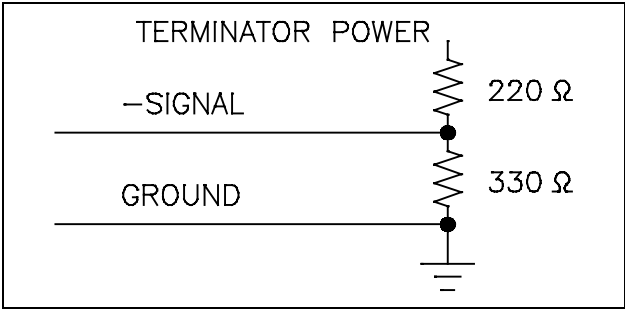 TERMINATOR POWER
220 Ω
−SIGNAL
330 Ω
GROUND